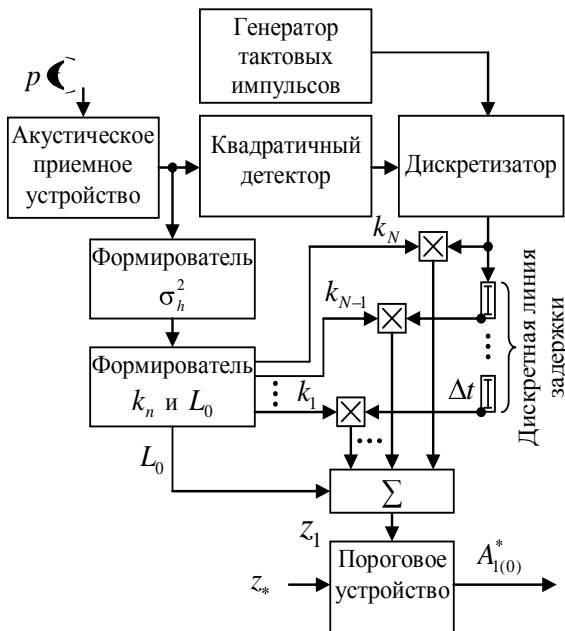 Генератор
тактовых
импульсов
p
Акустическое
приемное
устройство
Квадратичный
детектор
Дискретизатор
k_N
Формирователь
σ_h^2
k_{N−1}
Формирователь
k_n и L_0
k_1
Δt
Дискретная линия
задержки
L_0
Σ
z_1
Пороговое
устройство
z_*
A_{1(0)}^*